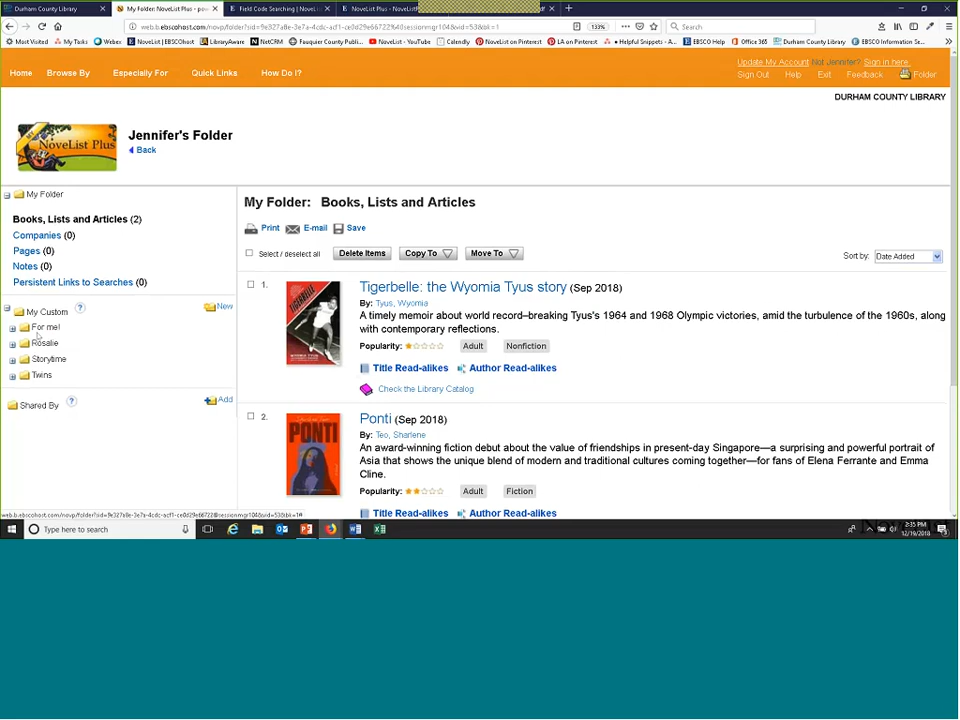 Durham County Library
My Folder: NoveList Plus - pow
Field Code Searching | NoveList
NoveList Plus - NoveList
web.b.ebscohost.com
133%
Search
Most Visited My Tasks Webex NoveList | EBSCOhost LibraryAware NxtCRM Fauquier County Publi... NoveList - YouTube Calendly NoveList on Pinterest LA on Pinterest Helpful Snippets - A... EBSCO Help Office 365 Durham County Library EBSCO Information Se...
Home Browse By Especially For Quick Links How Do I?
Update My Account Not Jennifer? Sign in here.
Sign Out Help Exit Feedback Folder
DURHAM COUNTY LIBRARY
MY NoveList Plus
Jennifer's Folder
Back
My Folder
Books, Lists and Articles (2)
Companies (0)
Pages (0)
Notes (0)
Persistent Links to Searches (0)
My Custom ? New
For me!
Rosalie
Storytime
Twins
Shared By ? Add
My Folder: Books, Lists and Articles
Print E-mail Save
Select / deselect all Delete Items Copy To Move To
Sort by: Date Added
1. Tigerbelle: the Wyomia Tyus story (Sep 2018)
By: Tyus, Wyomia
A timely memoir about world record–breaking Tyus's 1964 and 1968 Olympic victories, amid the turbulence of the 1960s, along
with contemporary reflections.
Popularity: Adult Nonfiction
Title Read-alikes Author Read-alikes
Check the Library Catalog
TIGERBELLE
2. Ponti (Sep 2018)
By: Teo, Sharlene
An award-winning fiction debut about the value of friendships in present-day Singapore—a surprising and powerful portrait of
Asia that shows the unique blend of modern and traditional cultures coming together—for fans of Elena Ferrante and Emma
Cline.
Popularity: Adult Fiction
Title Read-alikes Author Read-alikes
PONTI
Type here to search
2:35 PM
12/19/2018